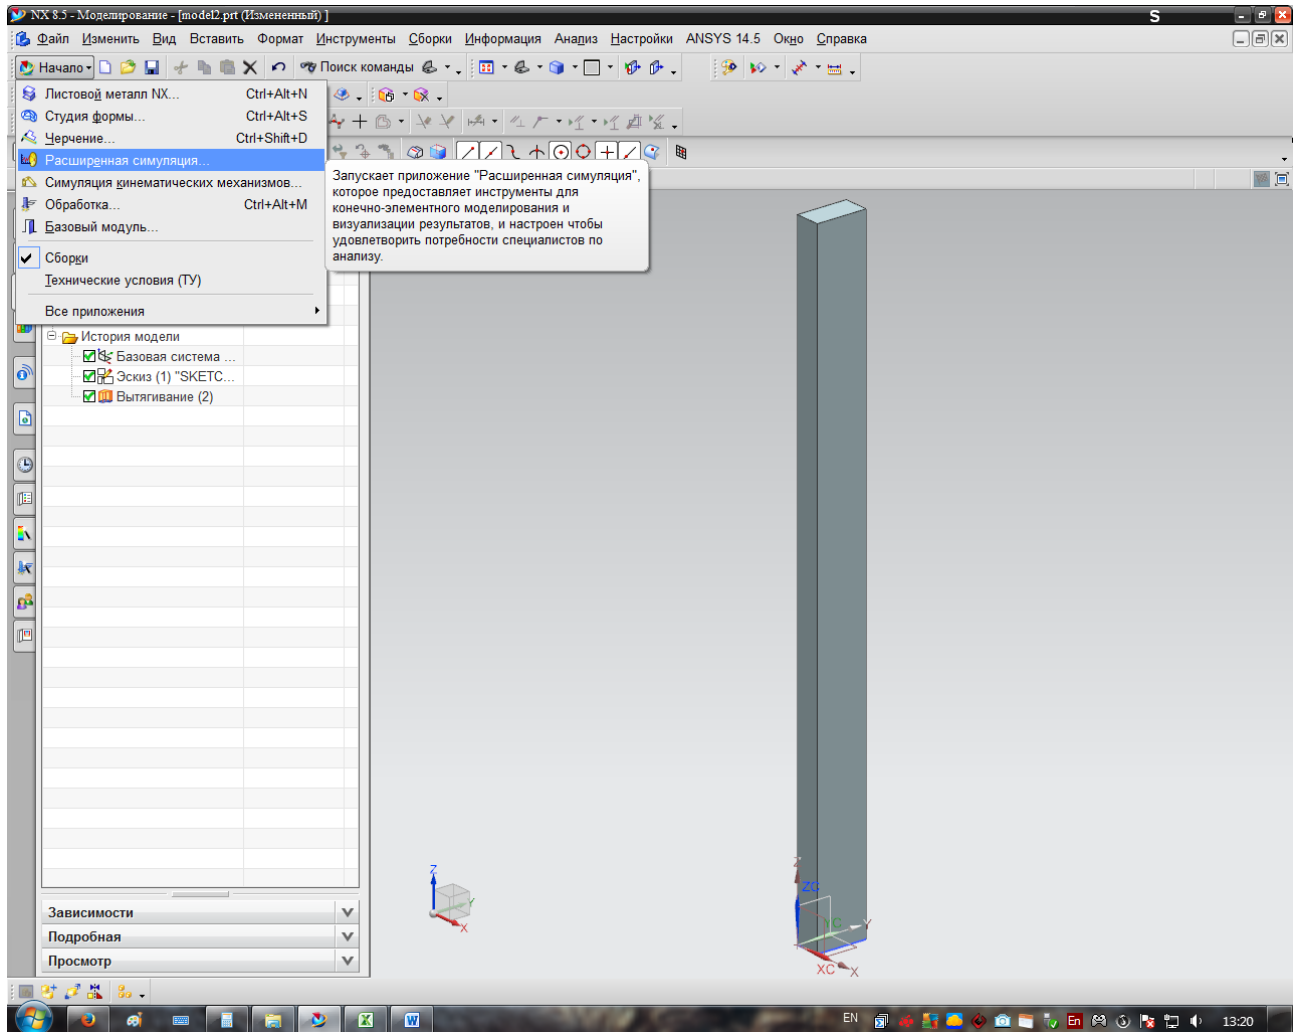 NX 8.5 - Моделирование - [model2.prt (Измененный) ]
S
Файл Изменить Вид Вставить Формат Инструменты Сборки Информация Анализ Настройки ANSYS 14.5 Окно Справка
Начало Поиск команды
Листовой металл NX... Ctrl+Alt+N
Студия формы... Ctrl+Alt+S
Черчение... Ctrl+Shift+D
Расширенная симуляция...
Симуляция кинематических механизмов...
Обработка... Ctrl+Alt+M
Базовый модуль...
Сборки
Технические условия (ТУ)
Все приложения
Запускает приложение "Расширенная симуляция",
которое предоставляет инструменты для
конечно-элементного моделирования и
визуализации результатов, и настроен чтобы
удовлетворить потребности специалистов по
анализу.
История модели
Базовая система ...
Эскиз (1) "SKETC...
Вытягивание (2)
Z
Y
X
Z
ZC
YC
Y
XC
X
Зависимости
Подробная
Просмотр
EN
En
13:20